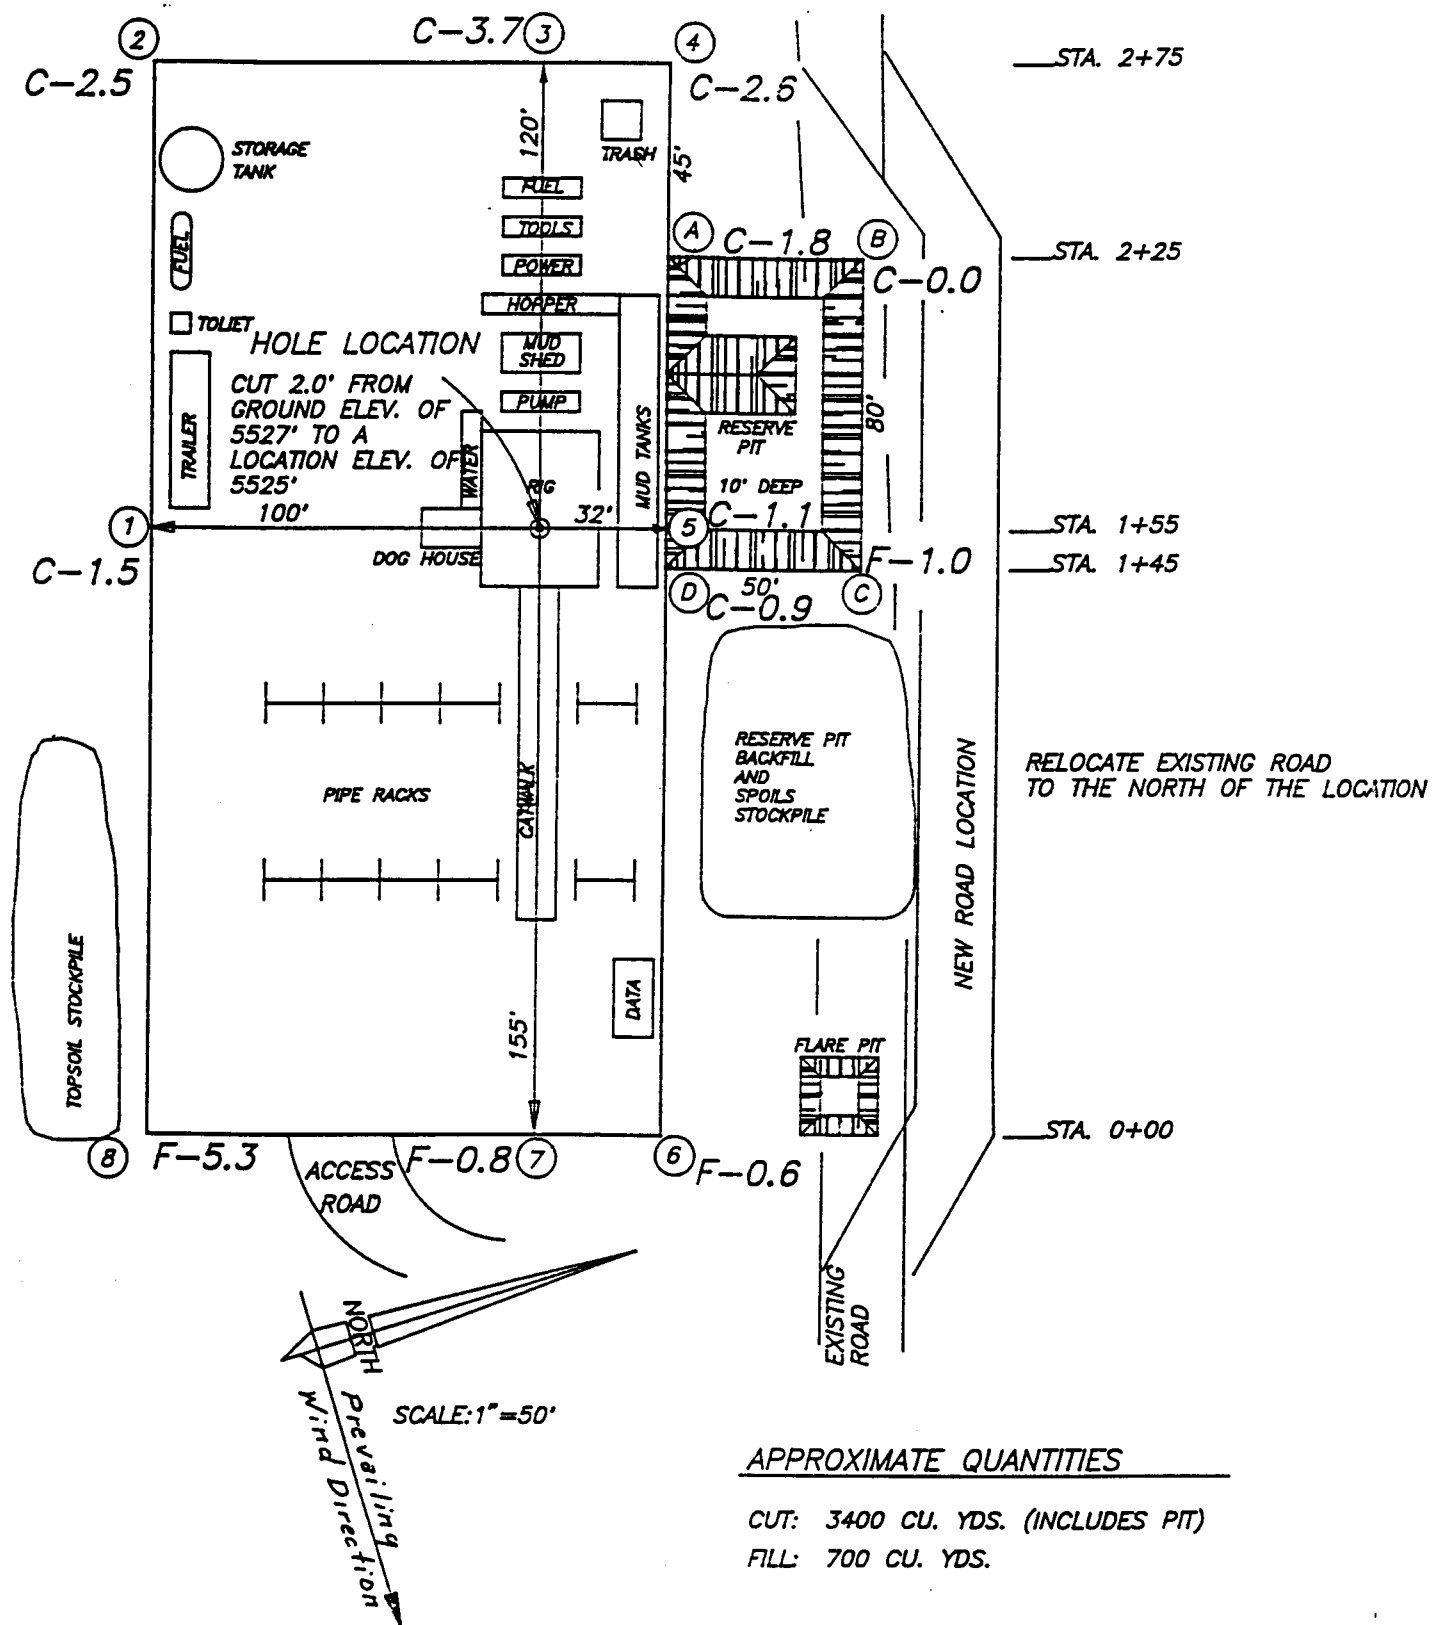 2
C-3.7
3
4
STA. 2+75
C-2.5
C-2.6
120'
STORAGE
TANK
TRASH
45'
FUEL
FUEL
TOOLS
POWER
HOPPER
A
C-1.8
B
STA. 2+25
C-0.0
TOLIET
HOLE LOCATION
CUT 2.0' FROM
GROUND ELEV. OF
5527' TO A
LOCATION ELEV. OF
5525'
MUD
SHED
PUMP
TRAILER
WATER
RIG
MUD TANKS
RESERVE
PIT
80'
10' DEEP
1
100'
32'
5
C-1.1
STA. 1+55
C-1.5
DOG HOUSE
F-1.0
STA. 1+45
D
50'
C
C-0.9
RESERVE PIT
BACKFILL
AND
SPOILS
STOCKPILE
PIPE RACKS
CATWALK
NEW ROAD LOCATION
RELOCATE EXISTING ROAD
TO THE NORTH OF THE LOCATION
TOPSOIL STOCKPILE
DATA
155'
FLARE PIT
STA. 0+00
8
F-5.3
F-0.8
7
6
F-0.6
ACCESS
ROAD
EXISTING
ROAD
NORTH
Prevailing
Wind Direction
SCALE: 1"=50'
APPROXIMATE QUANTITIES
CUT: 3400 CU. YDS. (INCLUDES PIT)
FILL: 700 CU. YDS.